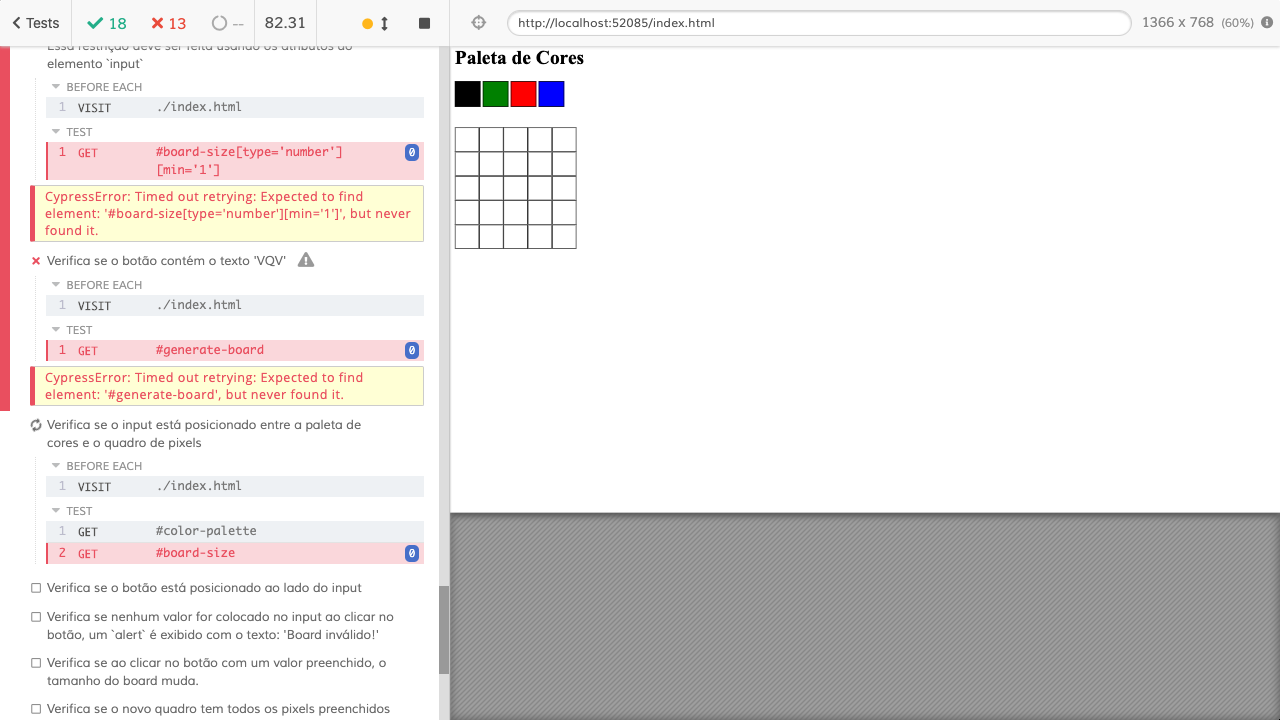 Tests
18
13
--
82.31
http://localhost:52085/index.html
1366 x 768 (60%)
Essa restrição deve ser feita usando os atributos do
elemento `input`
BEFORE EACH
1 VISIT ./index.html
TEST
1 GET #board-size[type='number'] 0
[min='1']
CypressError: Timed out retrying: Expected to find
element: '#board-size[type='number'][min='1']', but never
found it.
Verifica se o botão contém o texto 'VQV'
BEFORE EACH
1 VISIT ./index.html
TEST
1 GET #generate-board 0
CypressError: Timed out retrying: Expected to find
element: '#generate-board', but never found it.
Verifica se o input está posicionado entre a paleta de
cores e o quadro de pixels
BEFORE EACH
1 VISIT ./index.html
TEST
1 GET #color-palette
2 GET #board-size 0
Verifica se o botão está posicionado ao lado do input
Verifica se nenhum valor for colocado no input ao clicar no
botão, um `alert` é exibido com o texto: 'Board inválido!'
Verifica se ao clicar no botão com um valor preenchido, o
tamanho do board muda.
Verifica se o novo quadro tem todos os pixels preenchidos
Paleta de Cores